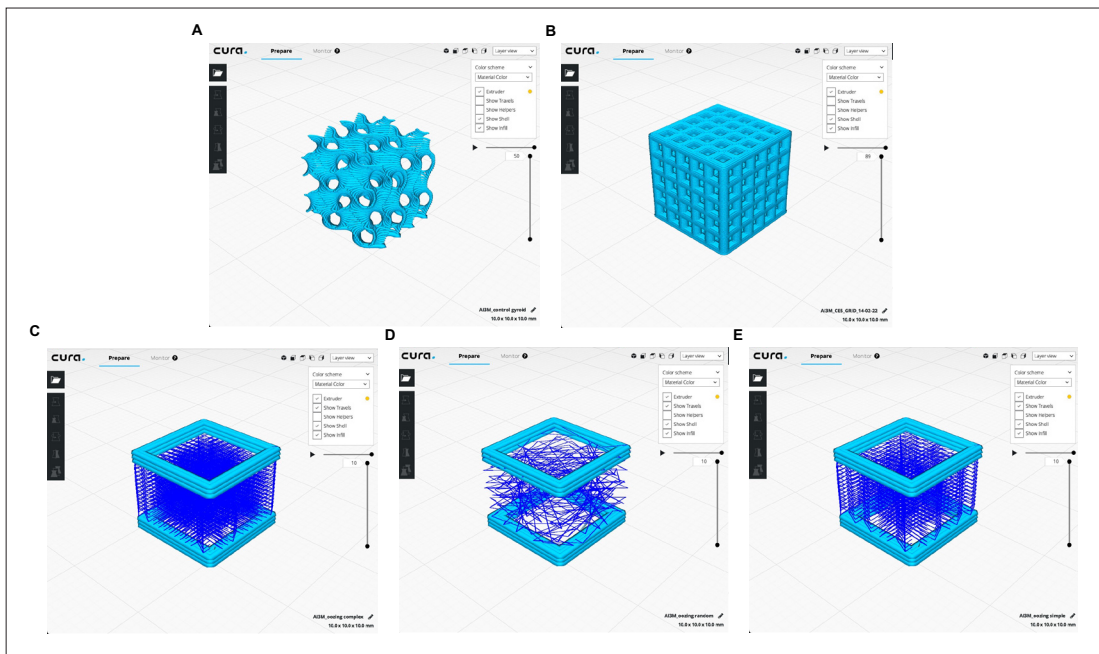 A
cura.
Prepare
Monitor
Layer view
Color scheme
Material Color
Extruder
Show Travels
Show Helpers
Show Shell
Show Infill
50
AI3M_control gyroid
10.0 x 10.0 x 10.0 mm
B
cura.
Prepare
Monitor
Layer view
Color scheme
Material Color
Extruder
Show Travels
Show Helpers
Show Shell
Show Infill
89
AI3M_CES_GRID_14-02-22
10.0 x 10.0 x 10.0 mm
C
cura.
Prepare
Monitor
Layer view
Color scheme
Material Color
Extruder
Show Travels
Show Helpers
Show Shell
Show Infill
10
AI3M_oozing complex
10.0 x 10.0 x 10.0 mm
D
cura.
Prepare
Monitor
Layer view
Color scheme
Material Color
Extruder
Show Travels
Show Helpers
Show Shell
Show Infill
10
AI3M_oozing random
10.0 x 10.0 x 10.0 mm
E
cura.
Prepare
Monitor
Layer view
Color scheme
Material Color
Extruder
Show Travels
Show Helpers
Show Shell
Show Infill
10
AI3M_oozing simple
10.0 x 10.0 x 10.0 mm